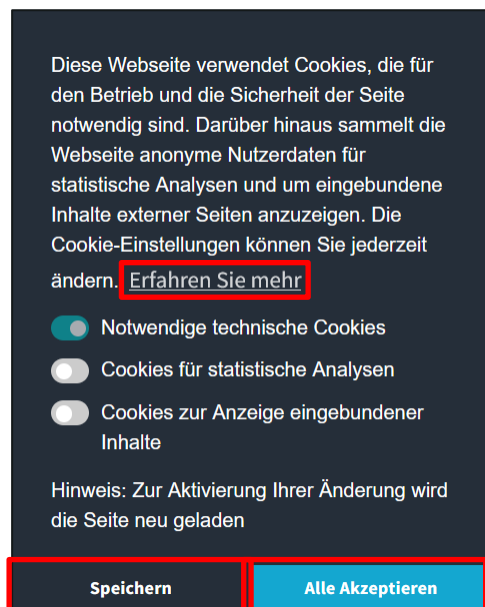 Diese Webseite verwendet Cookies, die für
den Betrieb und die Sicherheit der Seite
notwendig sind. Darüber hinaus sammelt die
Webseite anonyme Nutzerdaten für
statistische Analysen und um eingebundene
Inhalte externer Seiten anzuzeigen. Die
Cookie-Einstellungen können Sie jederzeit
ändern. Erfahren Sie mehr
Notwendige technische Cookies
Cookies für statistische Analysen
Cookies zur Anzeige eingebundener
Inhalte
Hinweis: Zur Aktivierung Ihrer Änderung wird
die Seite neu geladen
Speichern Alle Akzeptieren